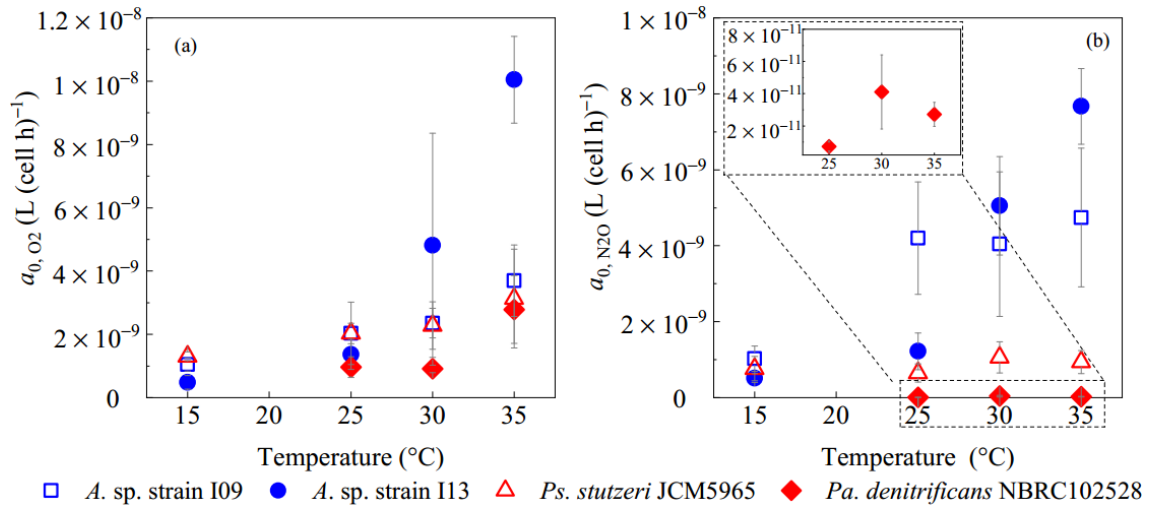 (a)
1.2 × 10⁻⁸
1 × 10⁻⁸
8 × 10⁻⁹
6 × 10⁻⁹
4 × 10⁻⁹
2 × 10⁻⁹
0
a₀, O2 (L (cell h)⁻¹)
15 20 25 30 35
Temperature (°C)
(b)
1 × 10⁻⁸
8 × 10⁻⁹
6 × 10⁻⁹
4 × 10⁻⁹
2 × 10⁻⁹
0
a₀, N2O (L (cell h)⁻¹)
8 × 10⁻¹¹
6 × 10⁻¹¹
4 × 10⁻¹¹
2 × 10⁻¹¹
25 30 35
15 20 25 30 35
Temperature (°C)
A. sp. strain I09 A. sp. strain I13 Ps. stutzeri JCM5965 Pa. denitrificans NBRC102528